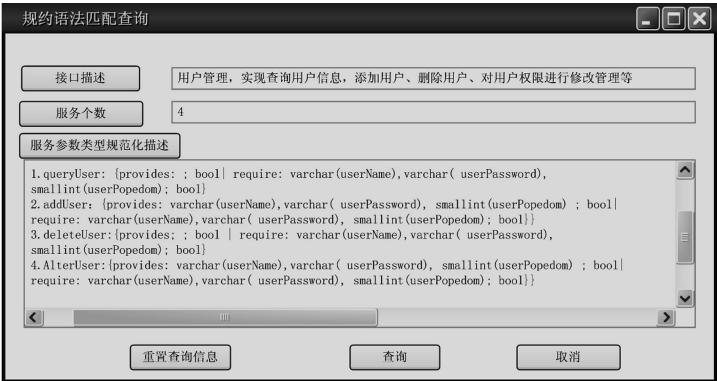 规约语法匹配查询
接口描述
用户管理，实现查询用户信息，添加用户、删除用户、对用户权限进行修改管理等
服务个数
4
服务参数类型规范化描述
1.queryUser: {provides: ; bool| require: varchar(userName),varchar( userPassword),
smallint(userPopedom); bool}
2.addUser: {provides: varchar(userName),varchar( userPassword), smallint(userPopedom) ; bool|
require: varchar(userName),varchar( userPassword), smallint(userPopedom); bool}}
3.deleteUser:{provides; ; bool | require: varchar(userName),varchar( userPassword),
smallint(userPopedom); bool}
4.AlterUser:{provides: varchar(userName),varchar( userPassword), smallint(userPopedom) ; bool|
require: varchar(userName),varchar( userPassword), smallint(userPopedom); bool}}
重置查询信息
查询
取消